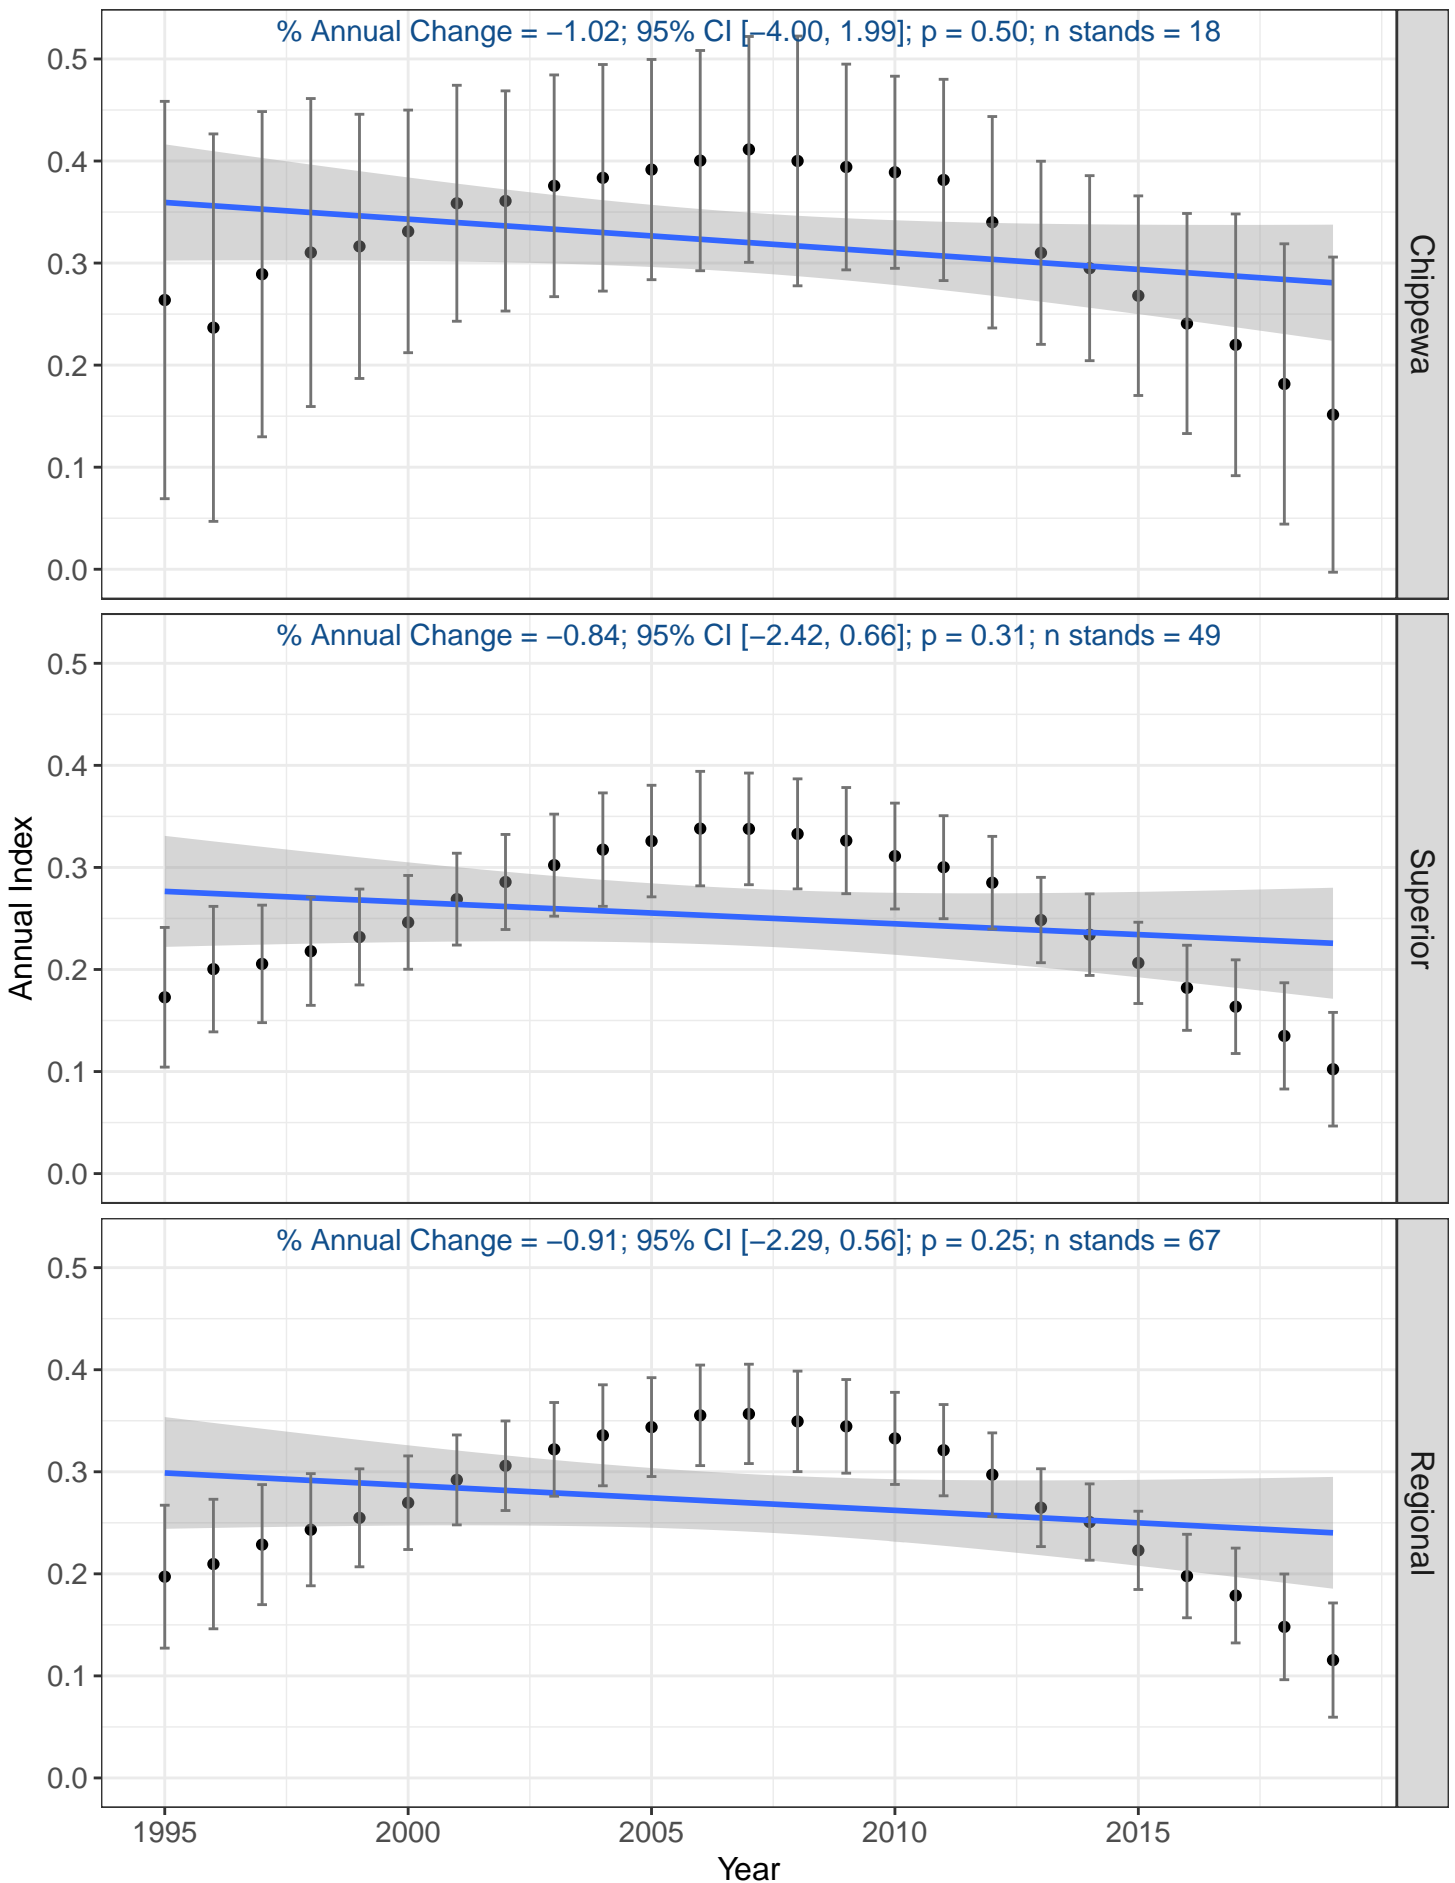 % Annual Change = −1.02; 95% CI [−4.00, 1.99]; p = 0.50; n stands = 18
0.5
0.4
0.3
0.2
0.1
0.0
Chippewa
% Annual Change = −0.84; 95% CI [−2.42, 0.66]; p = 0.31; n stands = 49
0.5
0.4
0.3
0.2
0.1
0.0
Superior
Annual Index
% Annual Change = −0.91; 95% CI [−2.29, 0.56]; p = 0.25; n stands = 67
0.5
0.4
0.3
0.2
0.1
0.0
Regional
1995 2000 2005 2010 2015
Year